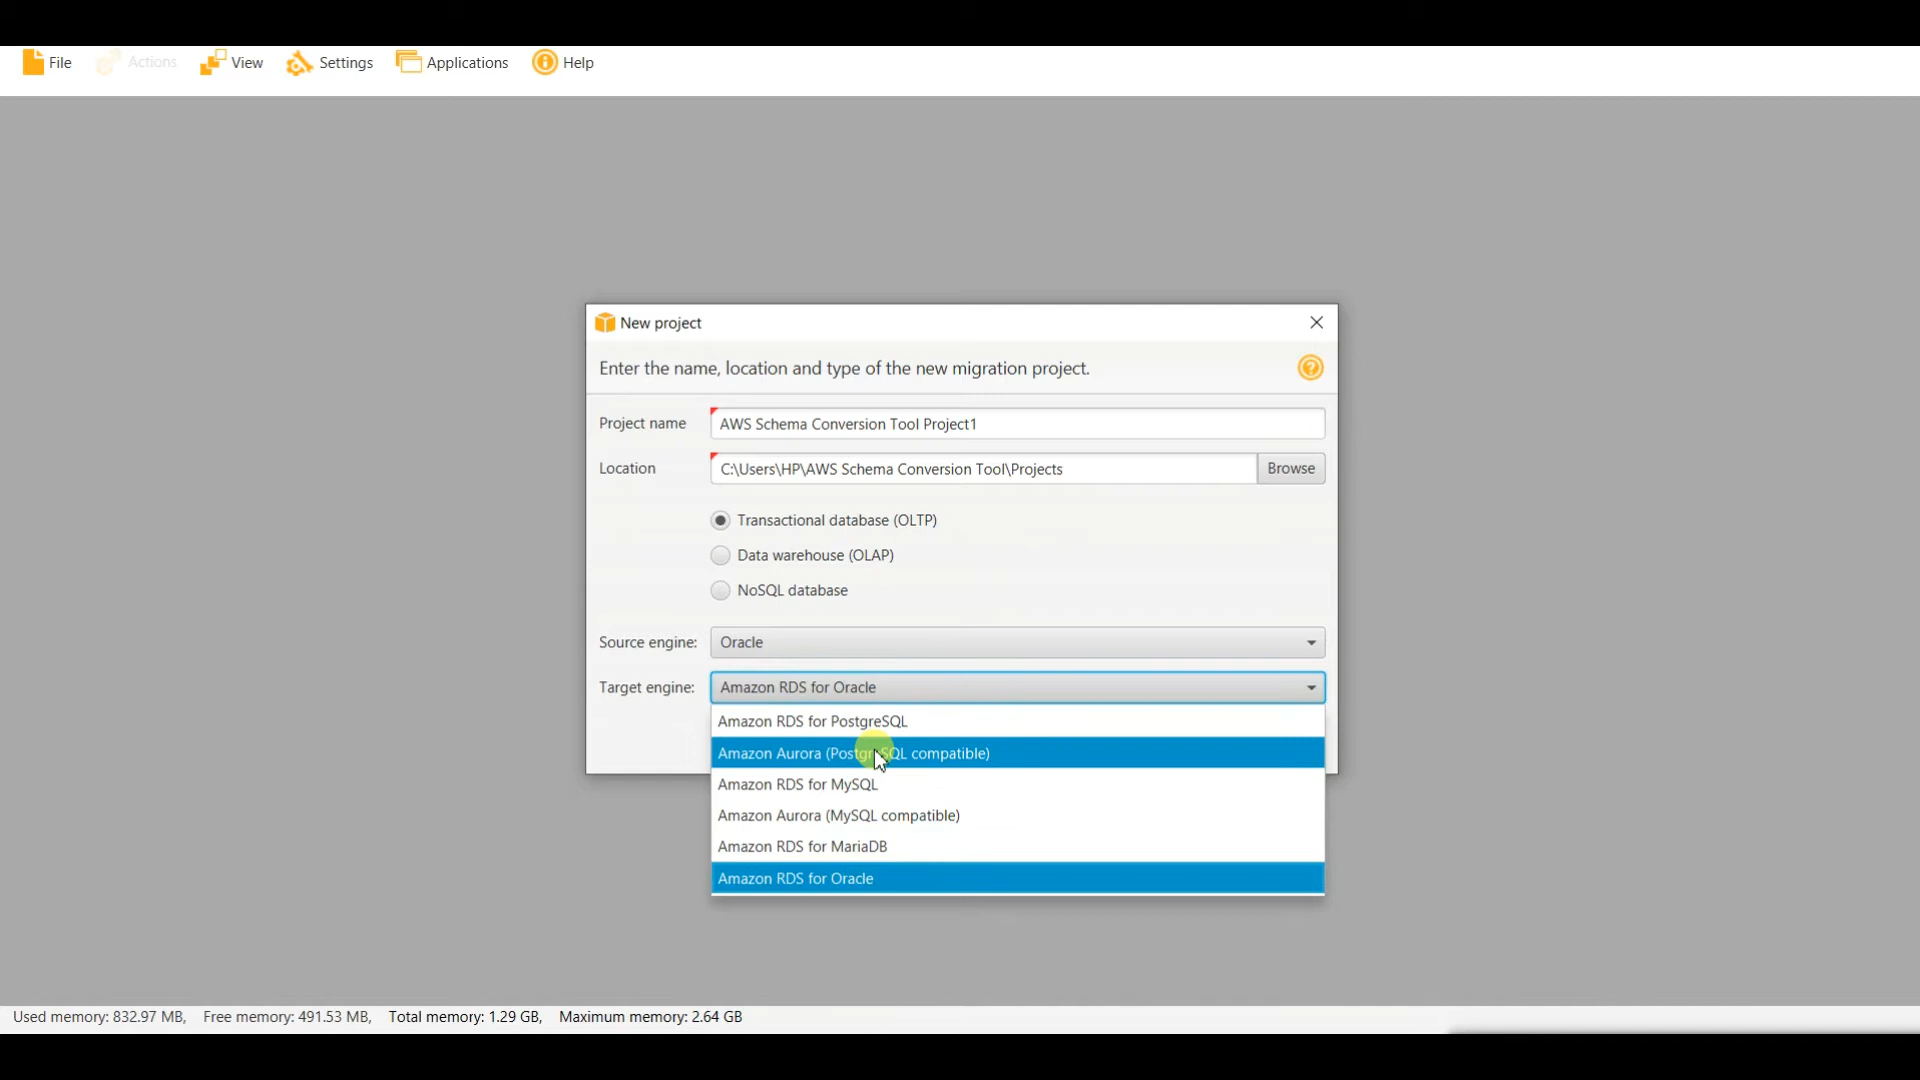 File Actions View Settings Applications Help
New project
Enter the name, location and type of the new migration project.
Project name AWS Schema Conversion Tool Project1
Location C:\Users\HP\AWS Schema Conversion Tool\Projects Browse
Transactional database (OLTP)
Data warehouse (OLAP)
NoSQL database
Source engine: Oracle
Target engine: Amazon RDS for Oracle
Amazon RDS for PostgreSQL
Amazon Aurora (PostgreSQL compatible)
Amazon RDS for MySQL
Amazon Aurora (MySQL compatible)
Amazon RDS for MariaDB
Amazon RDS for Oracle
Used memory: 832.97 MB, Free memory: 491.53 MB, Total memory: 1.29 GB, Maximum memory: 2.64 GB